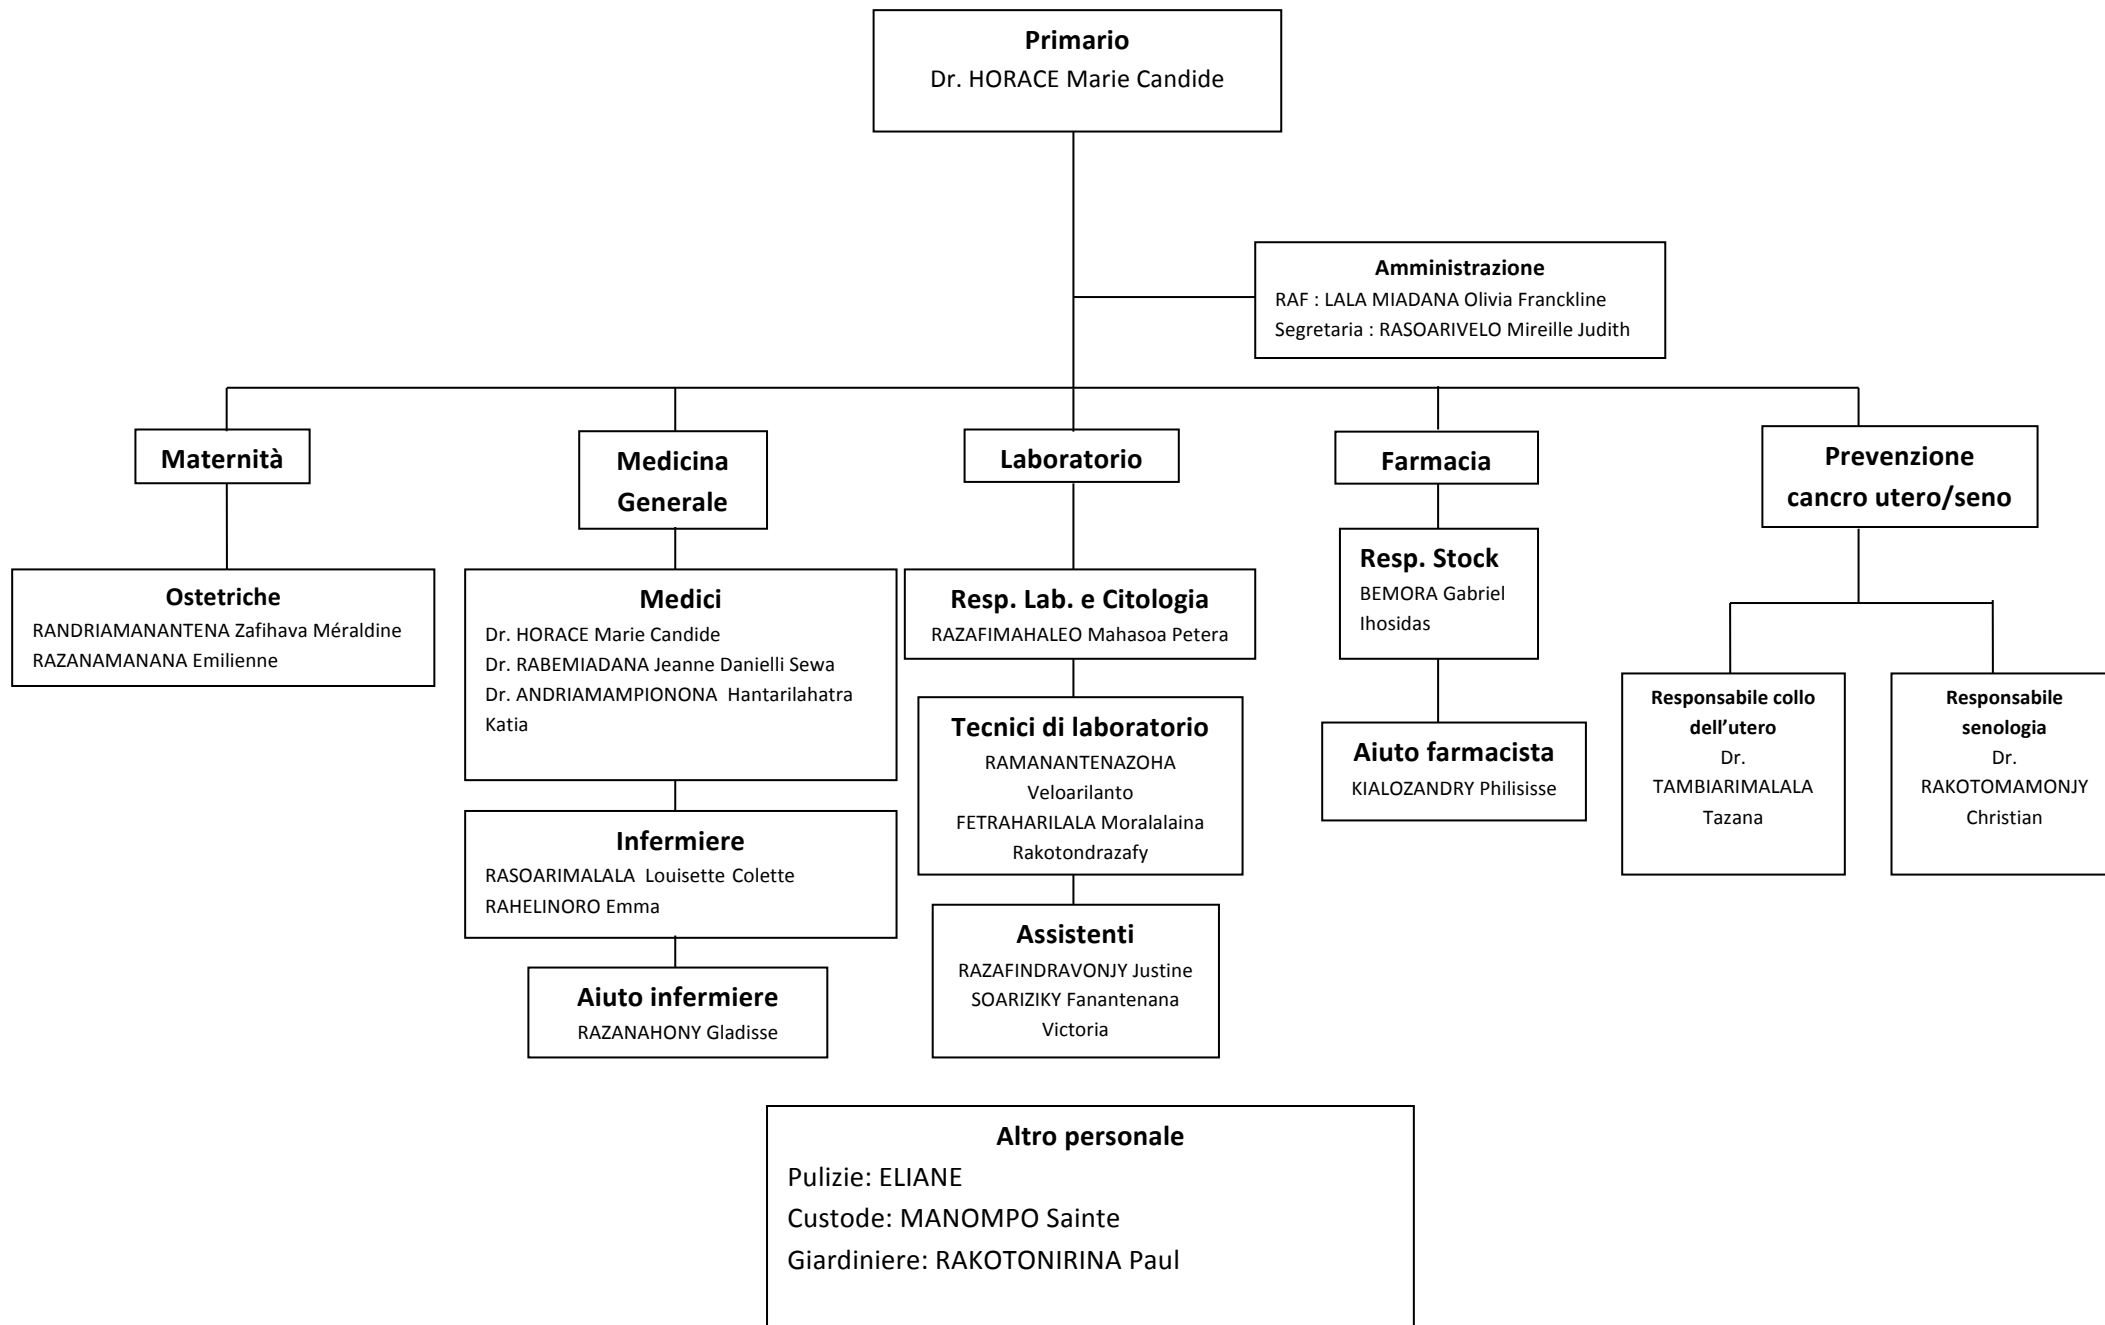 Primario
Dr. HORACE Marie Candide
Amministrazione
RAF : LALA MIADANA Olivia Franckline
Segretaria : RASOARIVELO Mireille Judith
Maternità
Ostetriche
RANDRIAMANANTENA Zafihava Méraldine
RAZANAMANANA Emilienne
Medicina
Generale
Medici
Dr. HORACE Marie Candide
Dr. RABEMIADANA Jeanne Danielli Sewa
Dr. ANDRIAMAMPIONONA  Hantarilahatra
Katia
Infermiere
RASOARIMALALA  Louisette Colette
RAHELINORO Emma
Aiuto infermiere
RAZANAHONY Gladisse
Laboratorio
Resp. Lab. e Citologia
RAZAFIMAHALEO Mahasoa Petera
Tecnici di laboratorio
RAMANANTENAZOHA
Veloarilanto
FETRAHARILALA Moralalaina
Rakotondrazafy
Assistenti
RAZAFINDRAVONJY Justine
SOARIZIKY Fanantenana
Victoria
Farmacia
Resp. Stock
BEMORA Gabriel
Ihosidas
Aiuto farmacista
KIALOZANDRY Philisisse
Prevenzione
cancro utero/seno
Responsabile collo
dell’utero
Dr.
TAMBIARIMALALA
Tazana
Responsabile
senologia
Dr.
RAKOTOMAMONJY
Christian
Altro personale
Pulizie: ELIANE
Custode: MANOMPO Sainte
Giardiniere: RAKOTONIRINA Paul